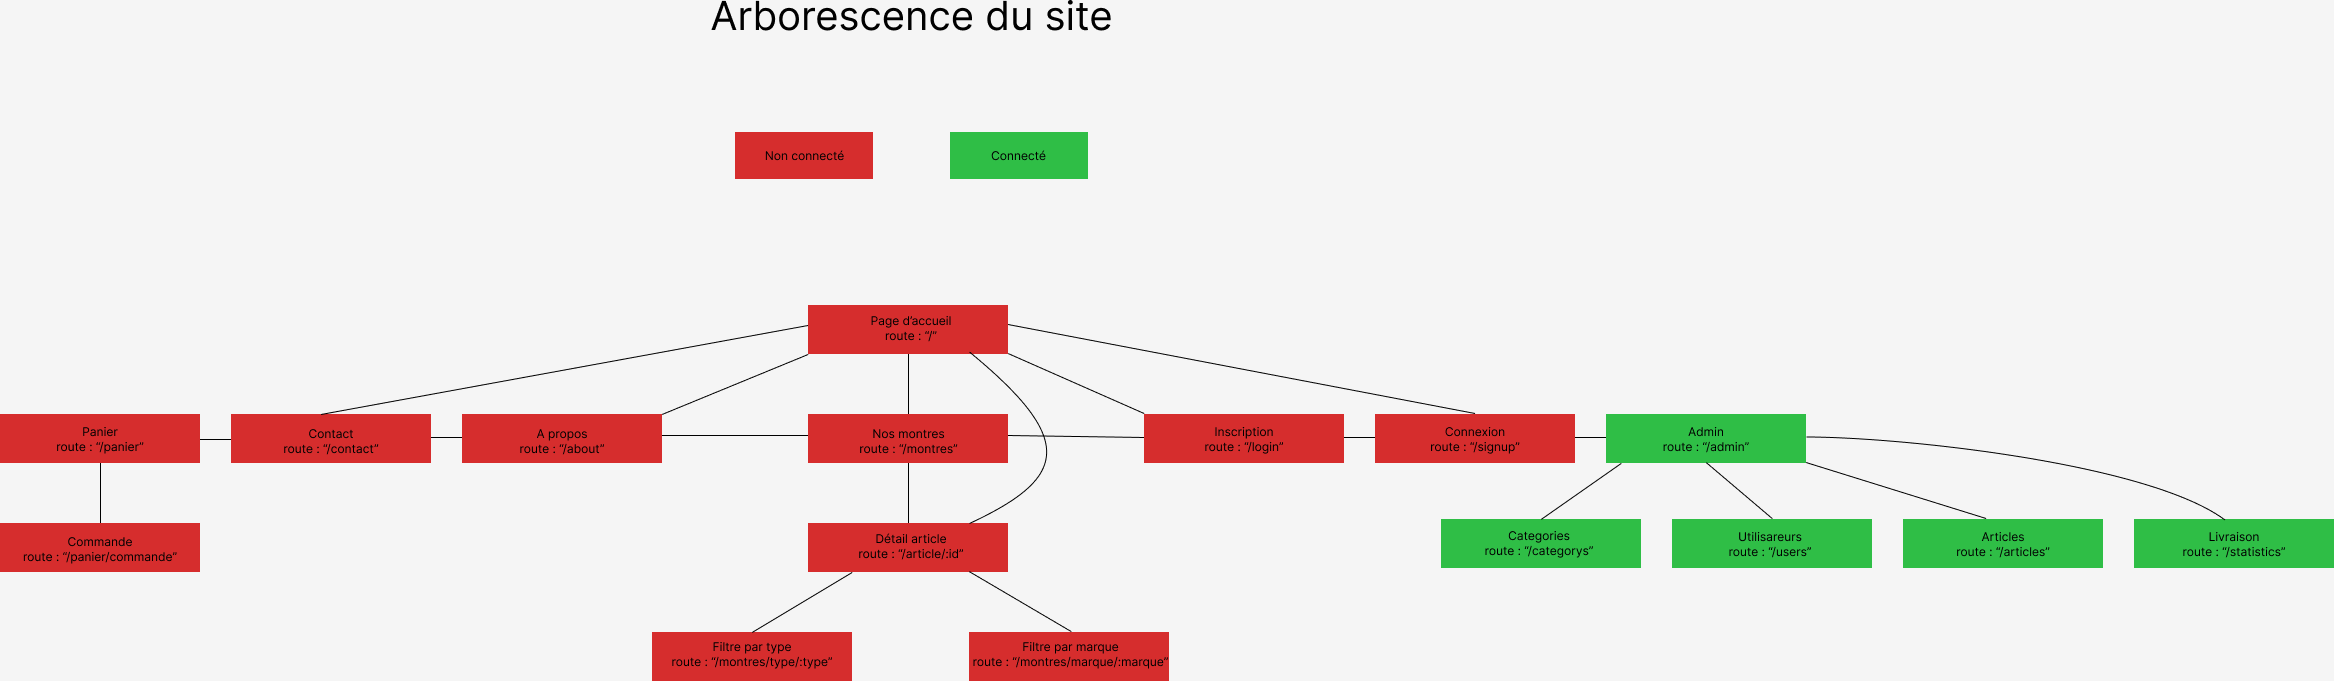 Arborescence du site
Non connecté
Connecté
Page d’accueil
route : “/”
Panier
route : “/panier”
Contact
route : “/contact”
A propos
route : “/about”
Nos montres
route : “/montres”
Inscription
route : “/login”
Connexion
route : “/signup”
Admin
route : “/admin”
Commande
route : “/panier/commande”
Détail article
route : “/article/:id”
Categories
route : “/categorys”
Utilisareurs
route : “/users”
Articles
route : “/articles”
Livraison
route : “/statistics”
Filtre par type
route : “/montres/type/:type”
Filtre par marque
route : “/montres/marque/:marque”